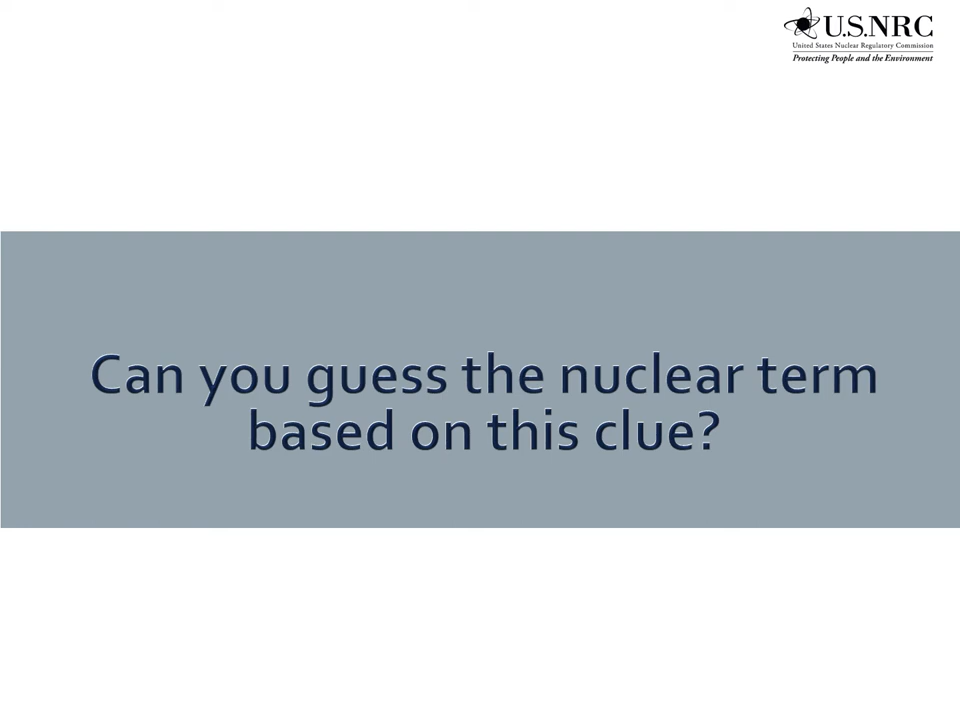 U.S.NRC
United States Nuclear Regulatory Commission
Protecting People and the Environment
Can you guess the nuclear term
based on this clue?